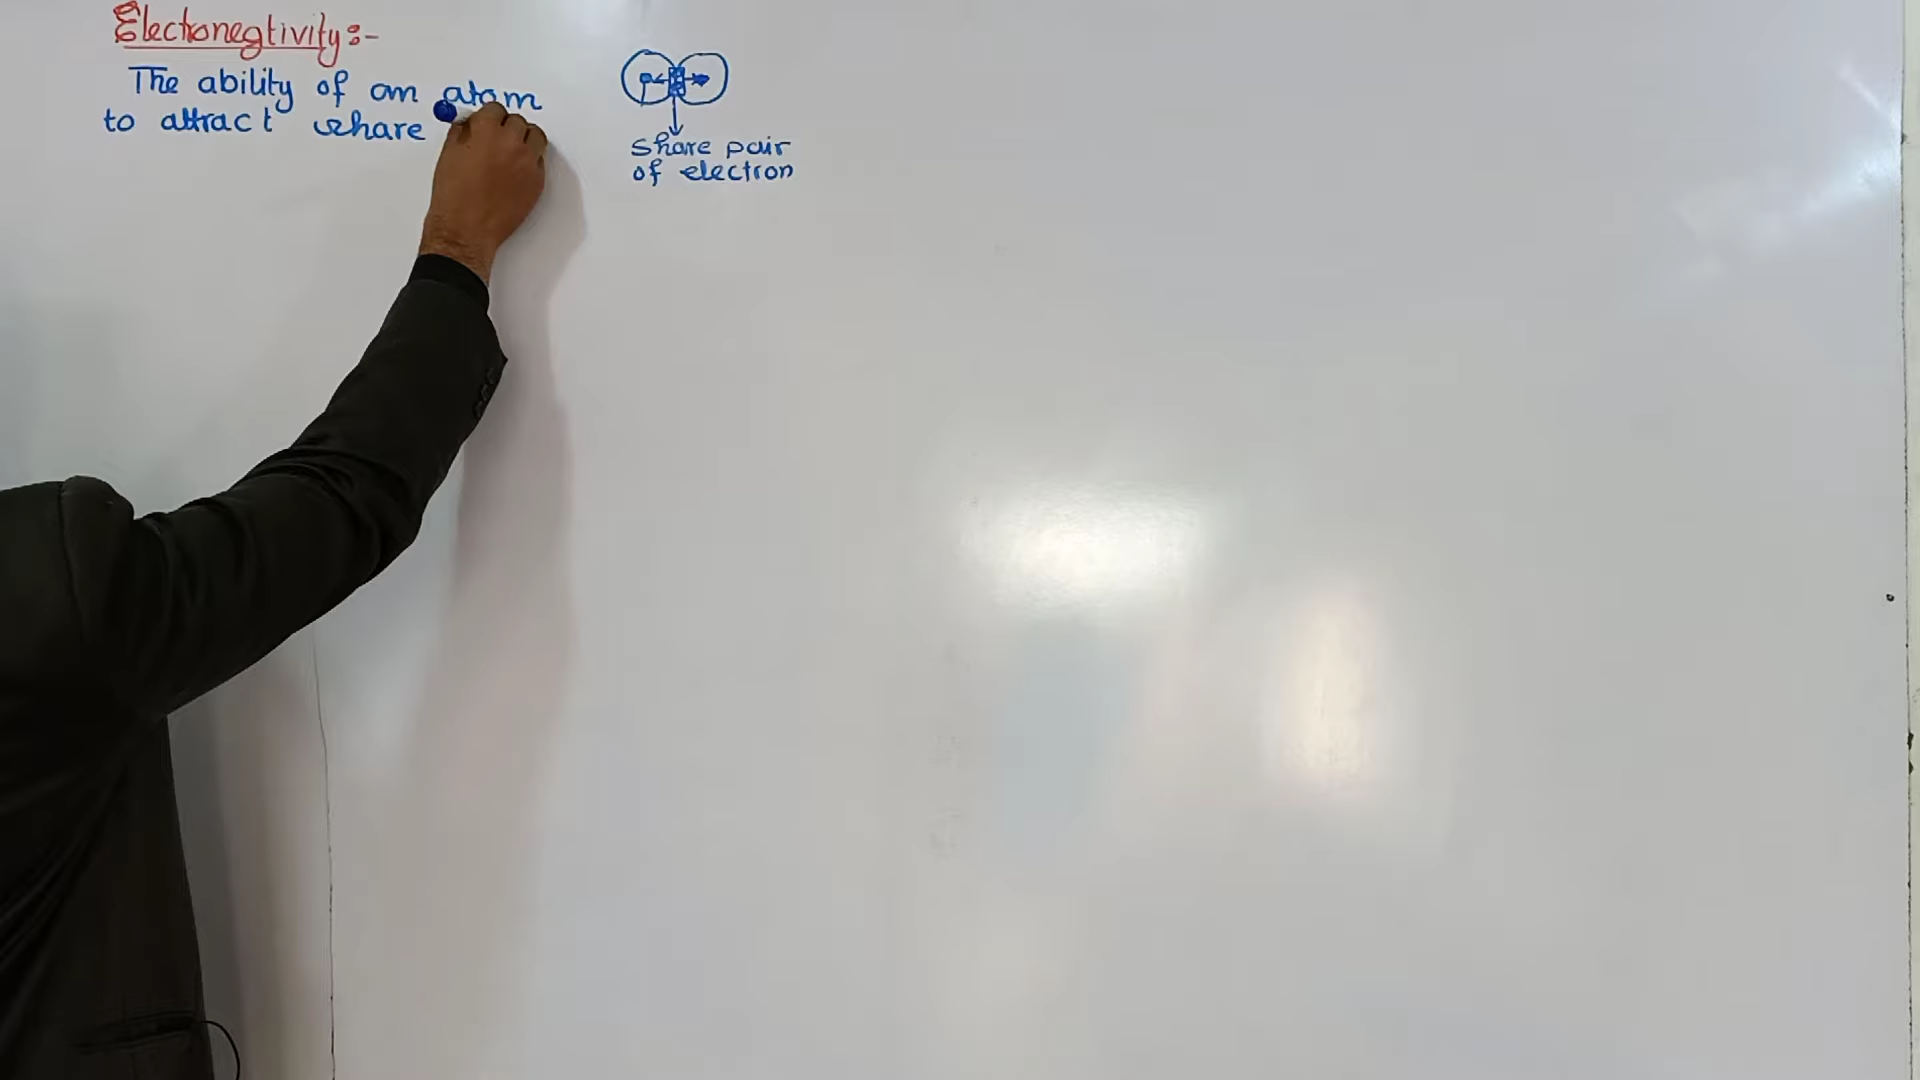 Electronegtivity:-
The ability of an atom
to attract share
share pair
of electron